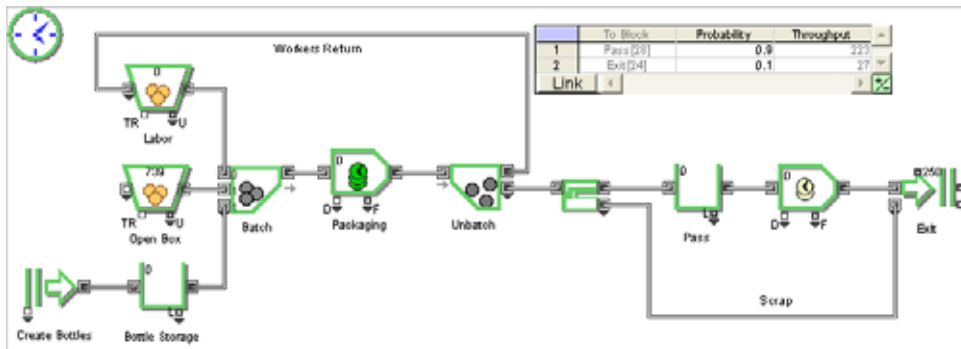 Workers Return
To Block Probability Throughput
1 Pass[28] 0.9 223
2 Exit[24] 0.1 27
Link
0
TR U
Labor
739
TR U
Open Box
Batch
0
D F
Packaging
Unbatch
0
L
Pass
0
D F
250
Exit
Scrap
Create Bottles
0
L
Bottle Storage